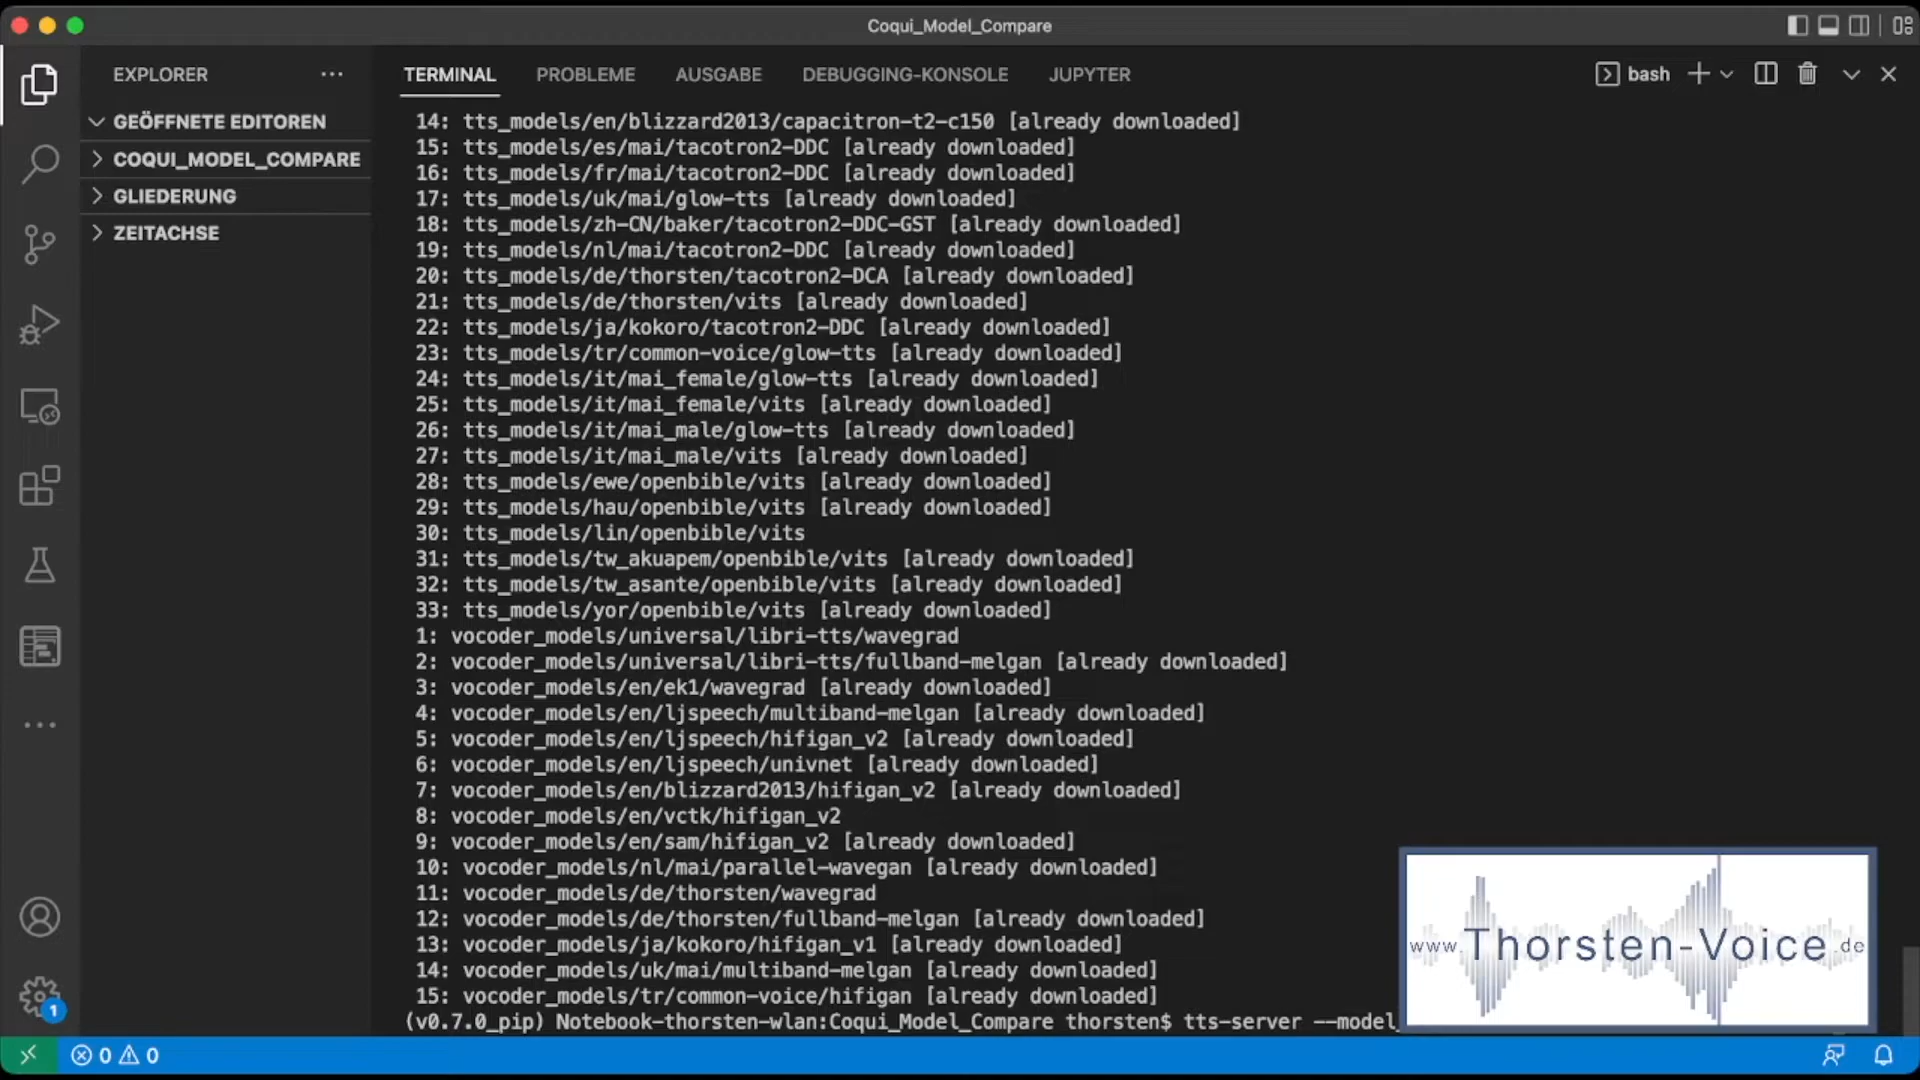 Coqui_Model_Compare
EXPLORER
GEÖFFNETE EDITOREN
COQUI_MODEL_COMPARE
GLIEDERUNG
ZEITACHSE
TERMINAL PROBLEME AUSGABE DEBUGGING-KONSOLE JUPYTER bash
14: tts_models/en/blizzard2013/capacitron-t2-c150 [already downloaded]
15: tts_models/es/mai/tacotron2-DDC [already downloaded]
16: tts_models/fr/mai/tacotron2-DDC [already downloaded]
17: tts_models/uk/mai/glow-tts [already downloaded]
18: tts_models/zh-CN/baker/tacotron2-DDC-GST [already downloaded]
19: tts_models/nl/mai/tacotron2-DDC [already downloaded]
20: tts_models/de/thorsten/tacotron2-DCA [already downloaded]
21: tts_models/de/thorsten/vits [already downloaded]
22: tts_models/ja/kokoro/tacotron2-DDC [already downloaded]
23: tts_models/tr/common-voice/glow-tts [already downloaded]
24: tts_models/it/mai_female/glow-tts [already downloaded]
25: tts_models/it/mai_female/vits [already downloaded]
26: tts_models/it/mai_male/glow-tts [already downloaded]
27: tts_models/it/mai_male/vits [already downloaded]
28: tts_models/ewe/openbible/vits [already downloaded]
29: tts_models/hau/openbible/vits [already downloaded]
30: tts_models/lin/openbible/vits
31: tts_models/tw_akuapem/openbible/vits [already downloaded]
32: tts_models/tw_asante/openbible/vits [already downloaded]
33: tts_models/yor/openbible/vits [already downloaded]
1: vocoder_models/universal/libri-tts/wavegrad
2: vocoder_models/universal/libri-tts/fullband-melgan [already downloaded]
3: vocoder_models/en/ek1/wavegrad [already downloaded]
4: vocoder_models/en/ljspeech/multiband-melgan [already downloaded]
5: vocoder_models/en/ljspeech/hifigan_v2 [already downloaded]
6: vocoder_models/en/ljspeech/univnet [already downloaded]
7: vocoder_models/en/blizzard2013/hifigan_v2 [already downloaded]
8: vocoder_models/en/vctk/hifigan_v2
9: vocoder_models/en/sam/hifigan_v2 [already downloaded]
10: vocoder_models/nl/mai/parallel-wavegan [already downloaded]
11: vocoder_models/de/thorsten/wavegrad
12: vocoder_models/de/thorsten/fullband-melgan [already downloaded]
13: vocoder_models/ja/kokoro/hifigan_v1 [already downloaded]
14: vocoder_models/uk/mai/multiband-melgan [already downloaded]
15: vocoder_models/tr/common-voice/hifigan [already downloaded]
(v0.7.0_pip) Notebook-thorsten-wlan:Coqui_Model_Compare thorsten$ tts-server --model_
www.Thorsten-Voice.de
1
0 0